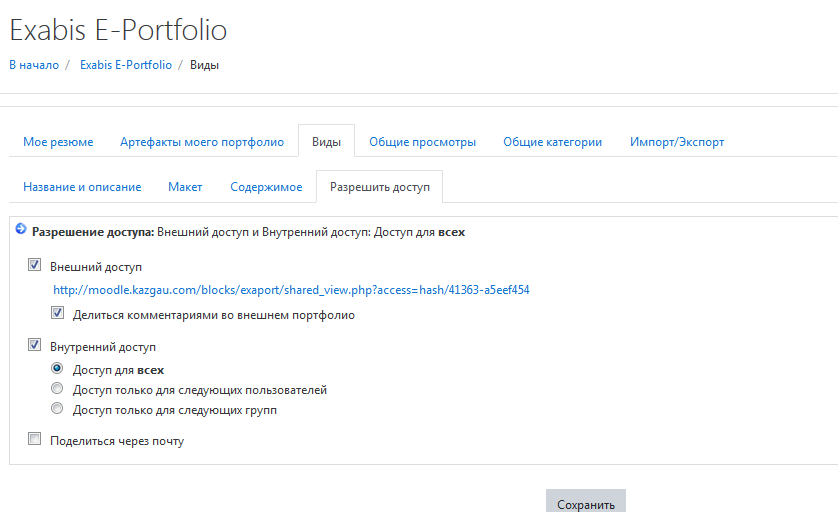 Exabis E-Portfolio
В начало / Exabis E-Portfolio / Виды
Мое резюме Артефакты моего портфолио Виды Общие просмотры Общие категории Импорт/Экспорт
Название и описание Макет Содержимое Разрешить доступ
Разрешение доступа: Внешний доступ и Внутренний доступ: Доступ для всех
Внешний доступ
http://moodle.kazgau.com/blocks/exaport/shared_view.php?access=hash/41363-a5eef454
Делиться комментариями во внешнем портфолио
Внутренний доступ
Доступ для всех
Доступ только для следующих пользователей
Доступ только для следующих групп
Поделиться через почту
Сохранить